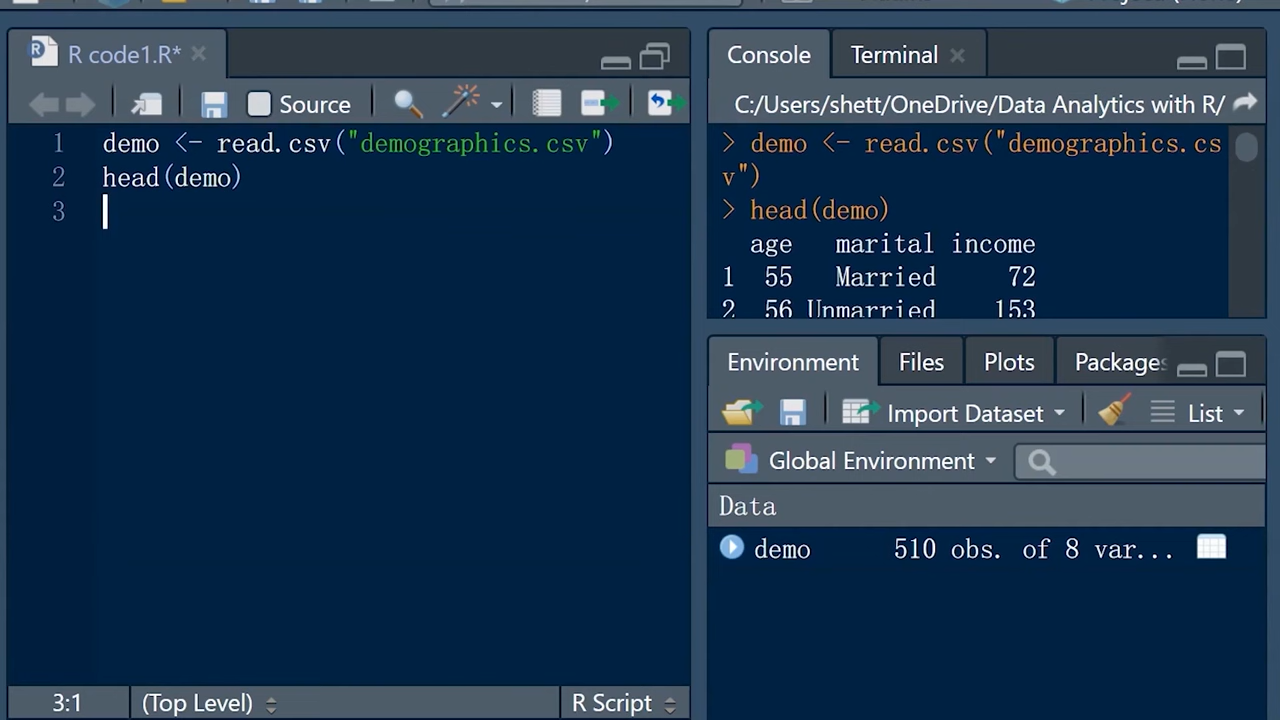 R code1.R*
Source
1 demo <- read.csv("demographics.csv")
2 head(demo)
3
3:1 (Top Level) R Script
Console Terminal
C:/Users/shett/OneDrive/Data Analytics with R/
> demo <- read.csv("demographics.cs
v")
> head(demo)
age marital income
1 55 Married 72
2 56 Unmarried 153
Environment Files Plots Packages
Import Dataset List
Global Environment
Data
demo 510 obs. of 8 var...